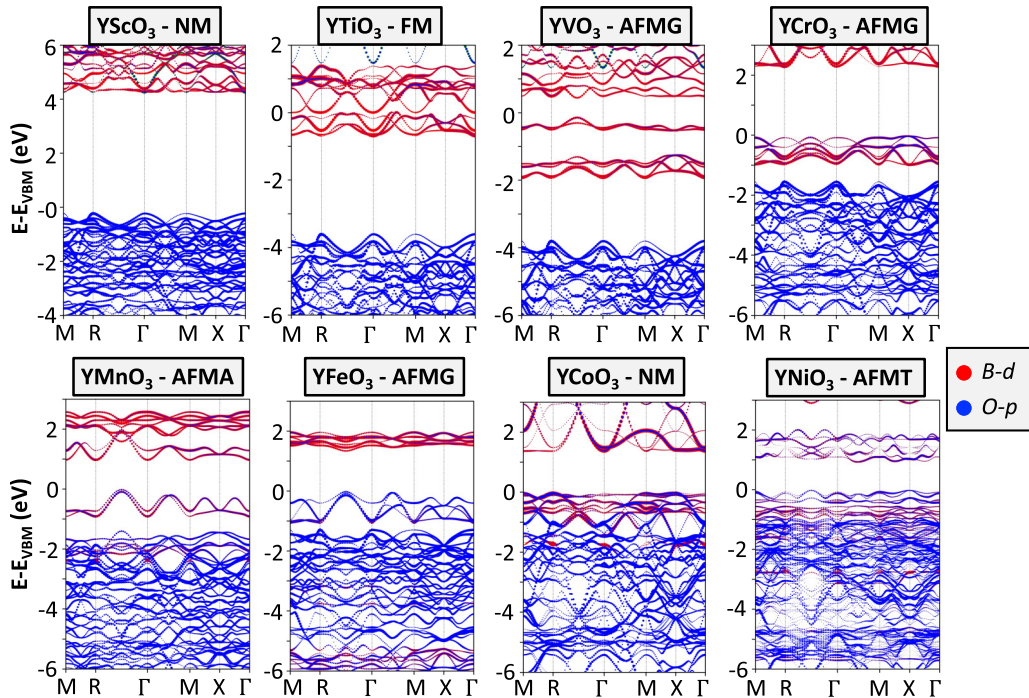 YScO3 - NM
YTiO3 - FM
YVO3 - AFMG
YCrO3 - AFMG
E-EVBM (eV)
6
4
2
-0
-2
-4
M R Γ M X Γ
2
0
-2
-4
-6
M R Γ M X Γ
2
0
-2
-4
-6
M R Γ M X Γ
2
0
-2
-4
-6
M R Γ M X Γ
YMnO3 - AFMA
YFeO3 - AFMG
YCoO3 - NM
YNiO3 - AFMT
E-EVBM (eV)
2
0
-2
-4
-6
M R Γ M X Γ
2
0
-2
-4
-6
M R Γ M X Γ
2
0
-2
-4
-6
M R Γ M X Γ
2
0
-2
-4
-6
M R Γ M X Γ
B-d
O-p